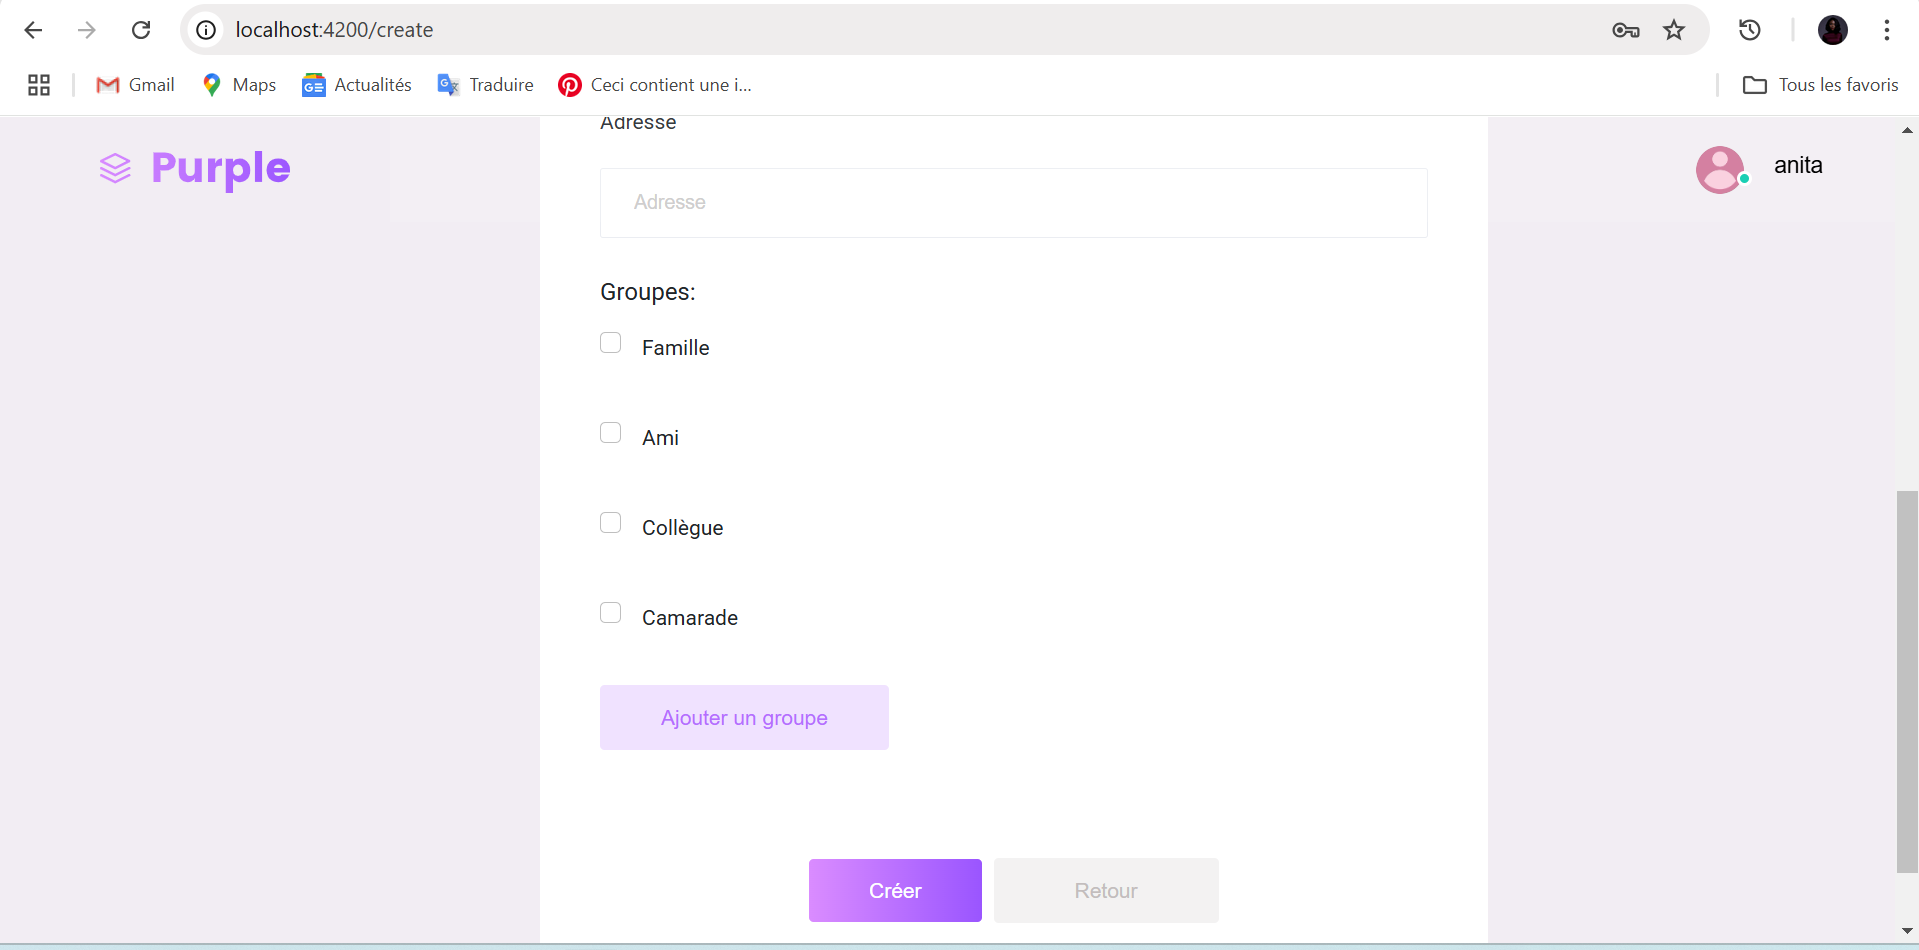 localhost:4200/create
Gmail
Maps
Actualités
Traduire
Ceci contient une i...
Tous les favoris
Purple
anita
Adresse
Adresse
Groupes:
Famille
Ami
Collègue
Camarade
Ajouter un groupe
Créer
Retour